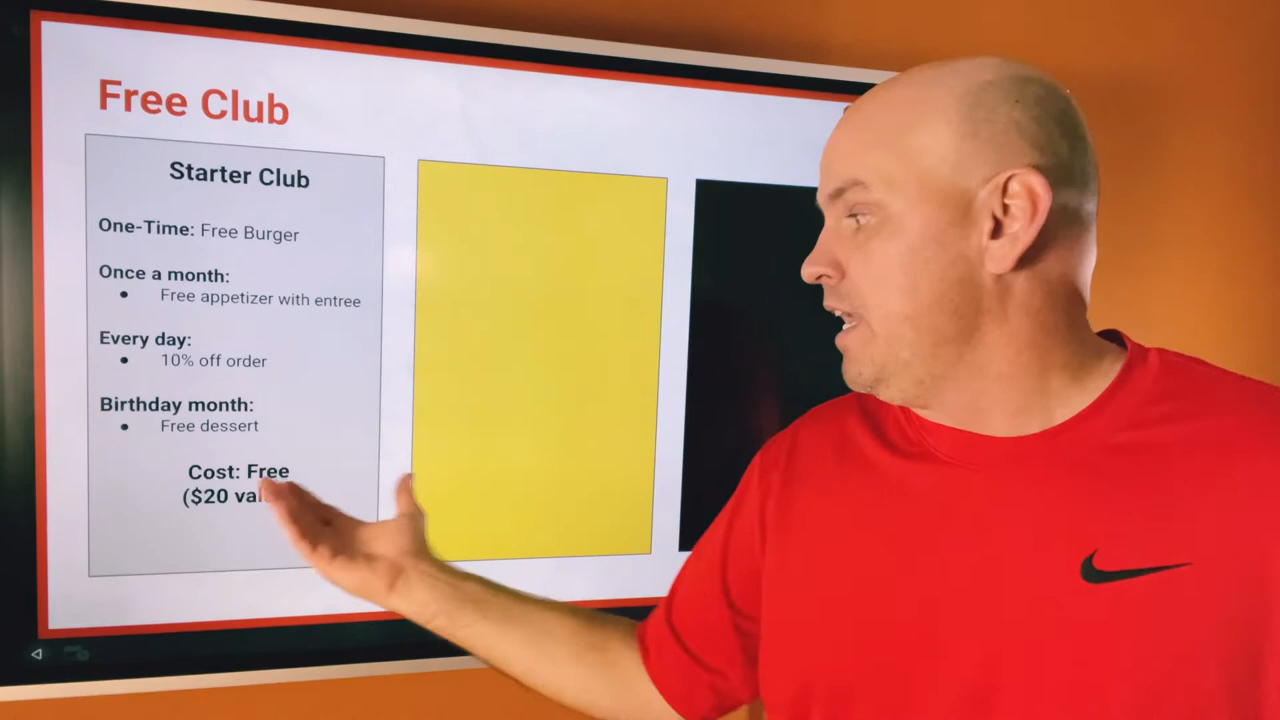 Free Club
Starter Club
One-Time: Free Burger
Once a month:
• Free appetizer with entree
Every day:
• 10% off order
Birthday month:
• Free dessert
Cost: Free
($20